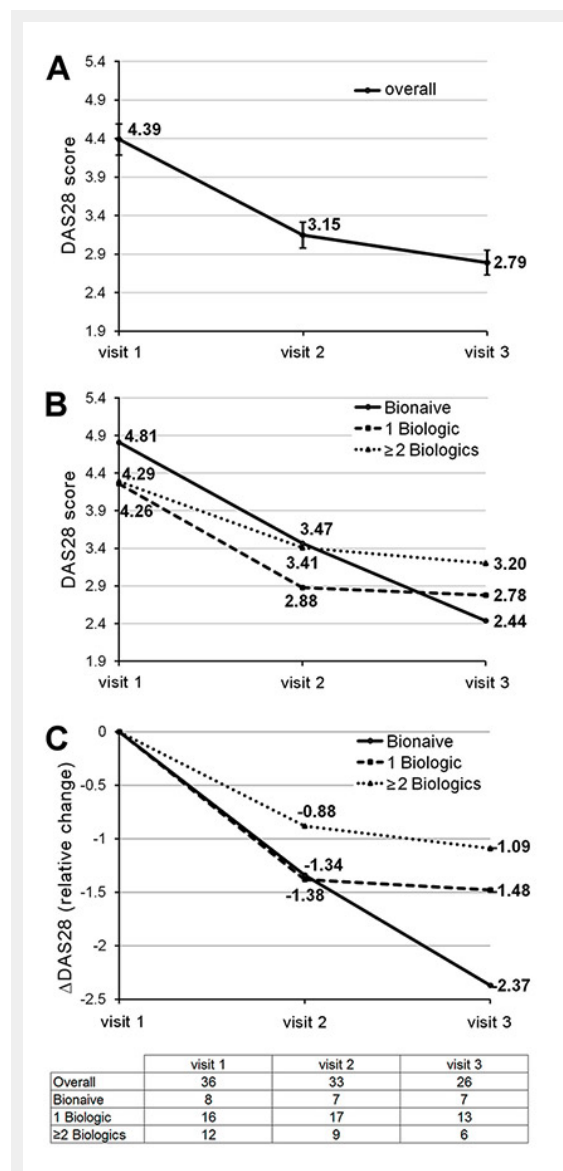 A
5.4
4.9
4.4
3.9
3.4
2.9
2.4
1.9
DAS28 score
overall
4.39
3.15
2.79
visit 1 visit 2 visit 3
B
5.4
4.9
4.4
3.9
3.4
2.9
2.4
1.9
DAS28 score
Bionaive
1 Biologic
≥2 Biologics
4.81
4.29
4.26
3.47
3.41
2.88
3.20
2.78
2.44
visit 1 visit 2 visit 3
C
0
-0.5
-1
-1.5
-2
-2.5
ΔDAS28 (relative change)
Bionaive
1 Biologic
≥2 Biologics
-0.88
-1.34
-1.38
-1.09
-1.48
-2.37
visit 1 visit 2 visit 3
visit 1 visit 2 visit 3
Overall 36 33 26
Bionaive 8 7 7
1 Biologic 16 17 13
≥2 Biologics 12 9 6